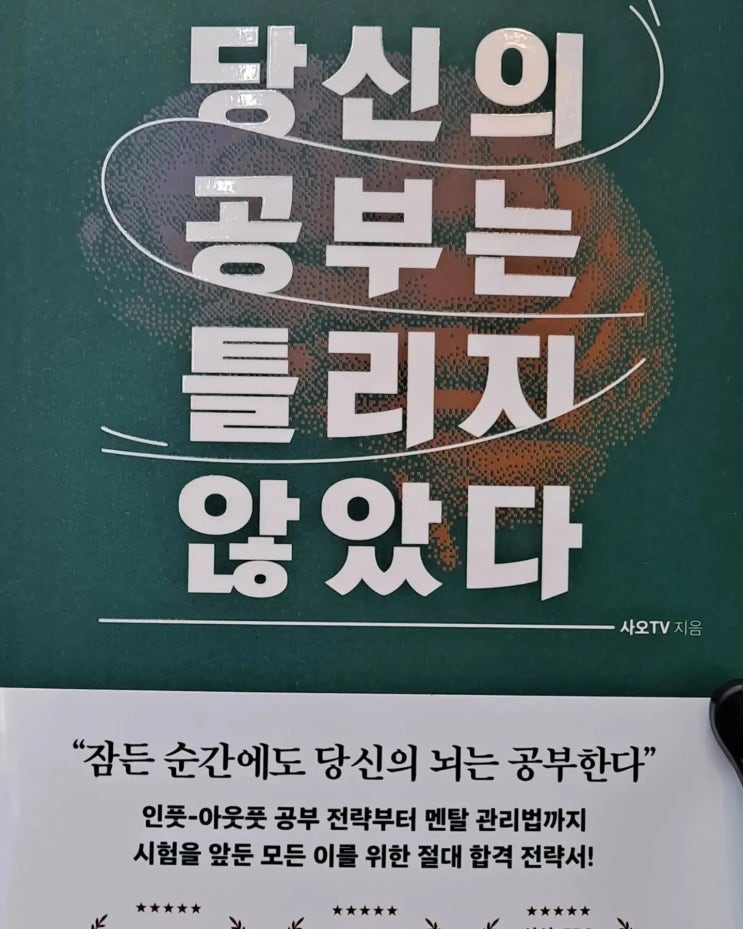 당신의
공부는
틀리지
않았다
사오TV 지음
“잠든 순간에도 당신의 뇌는 공부한다”
인풋-아웃풋 공부 전략부터 멘탈 관리법까지
시험을 앞둔 모든 이를 위한 절대 합격 전략서!